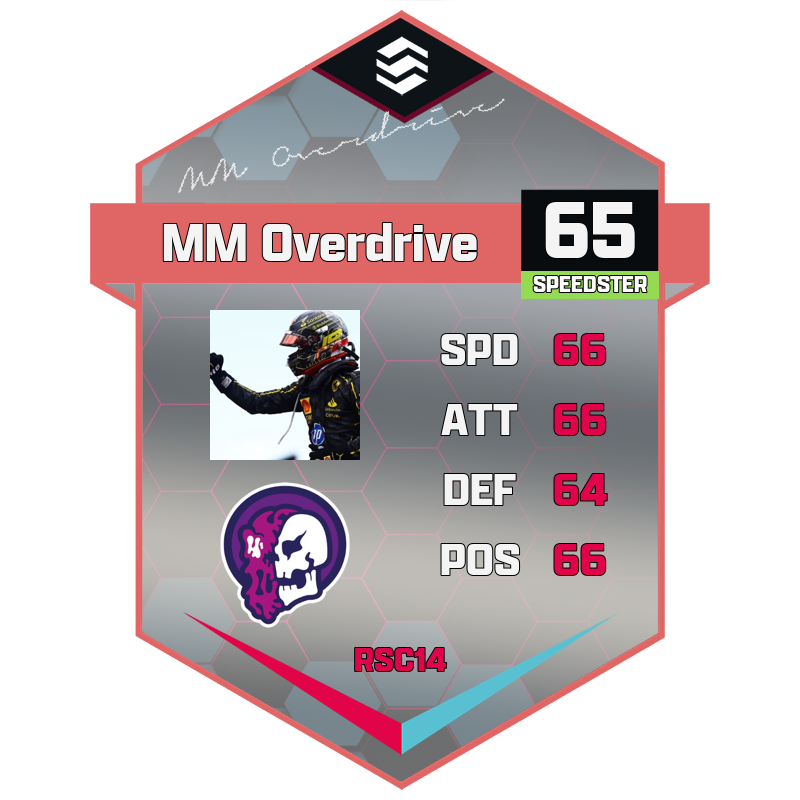 MM Overdrive
MM Overdrive
65
SPEEDSTER
SPD 66
ATT 66
DEF 64
POS 66
RSC14